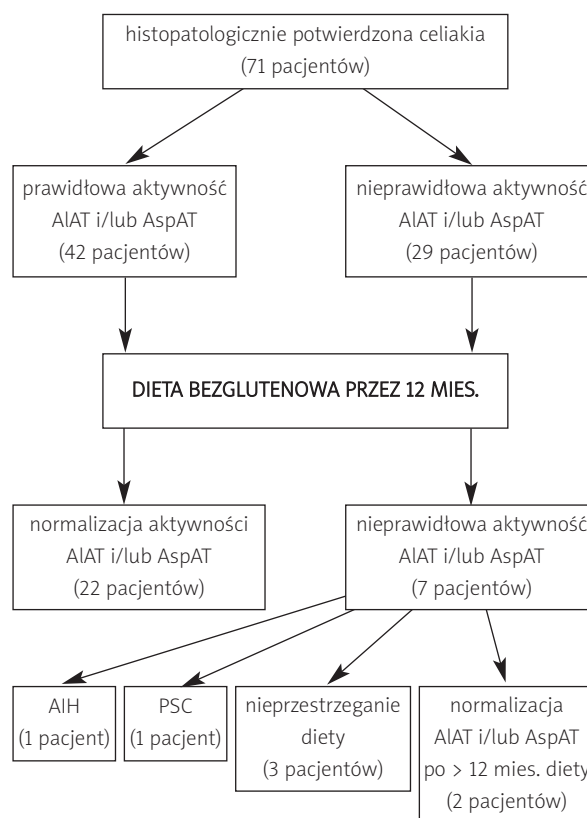 histopatologicznie potwierdzona celiakia
(71 pacjentów)
prawidłowa aktywność
AlAT i/lub AspAT
(42 pacjentów)
nieprawidłowa aktywność
AlAT i/lub AspAT
(29 pacjentów)
DIETA BEZGLUTENOWA PRZEZ 12 MIES.
normalizacja aktywności
AlAT i/lub AspAT
(22 pacjentów)
nieprawidłowa aktywność
AlAT i/lub AspAT
(7 pacjentów)
AIH
(1 pacjent)
PSC
(1 pacjent)
nieprzestrzeganie
diety
(3 pacjentów)
normalizacja
AlAT i/lub AspAT
po > 12 mies. diety
(2 pacjentów)